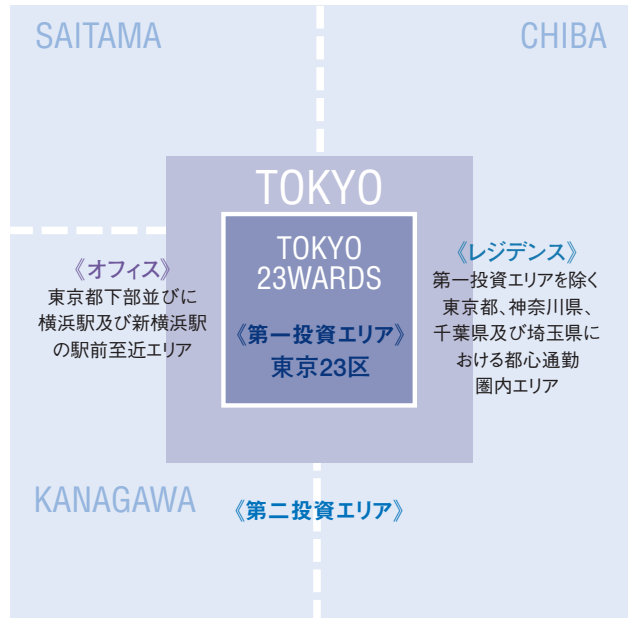 SAITAMA
CHIBA
TOKYO
TOKYO
23WARDS
《第一投資エリア》
東京23区
《オフィス》
東京都下部並びに
横浜駅及び新横浜駅
の駅前至近エリア
《レジデンス》
第一投資エリアを除く
東京都、神奈川県、
千葉県及び埼玉県に
おける都心通勤
圏内エリア
KANAGAWA
《第二投資エリア》